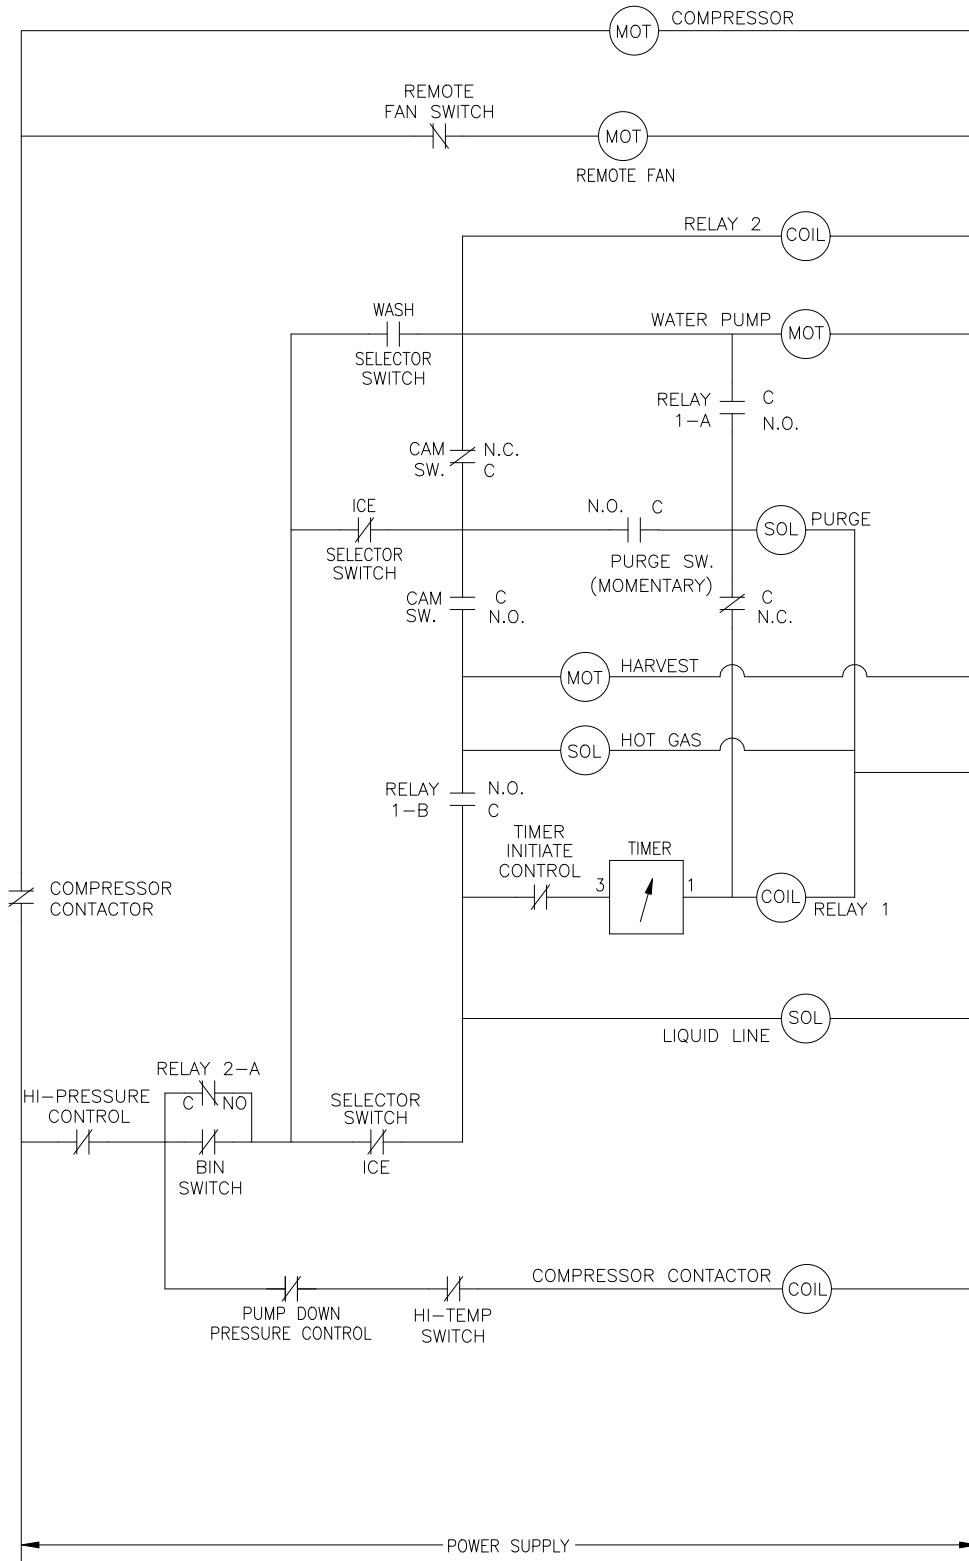 MOT COMPRESSOR
REMOTE
FAN SWITCH
MOT
REMOTE FAN
RELAY 2 COIL
WASH
SELECTOR
SWITCH
WATER PUMP MOT
RELAY
1-A
C
N.O.
CAM
SW.
N.C.
C
ICE
SELECTOR
SWITCH
N.O. C
PURGE SW.
(MOMENTARY)
SOL PURGE
CAM
SW.
C
N.O.
C
N.C.
MOT HARVEST
SOL HOT GAS
RELAY
1-B
N.O.
C
TIMER
INITIATE
CONTROL
TIMER
3 1
COIL RELAY 1
COMPRESSOR
CONTACTOR
LIQUID LINE SOL
RELAY 2-A
C NO
HI-PRESSURE
CONTROL
BIN
SWITCH
SELECTOR
SWITCH
ICE
COMPRESSOR CONTACTOR COIL
PUMP DOWN
PRESSURE CONTROL
HI-TEMP
SWITCH
POWER SUPPLY